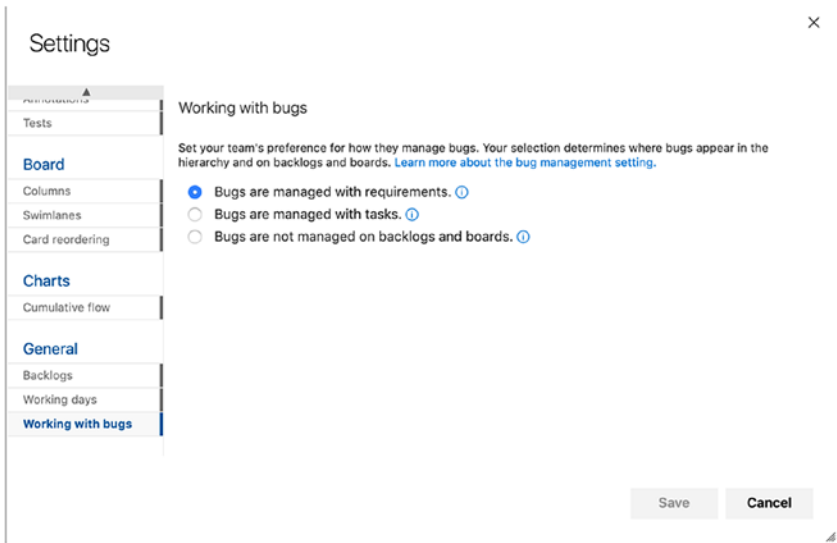 Settings
Annotations
Tests
Board
Columns
Swimlanes
Card reordering
Charts
Cumulative flow
General
Backlogs
Working days
Working with bugs
Working with bugs
Set your team's preference for how they manage bugs. Your selection determines where bugs appear in the
hierarchy and on backlogs and boards. Learn more about the bug management setting.
Bugs are managed with requirements.
Bugs are managed with tasks.
Bugs are not managed on backlogs and boards.
Save
Cancel